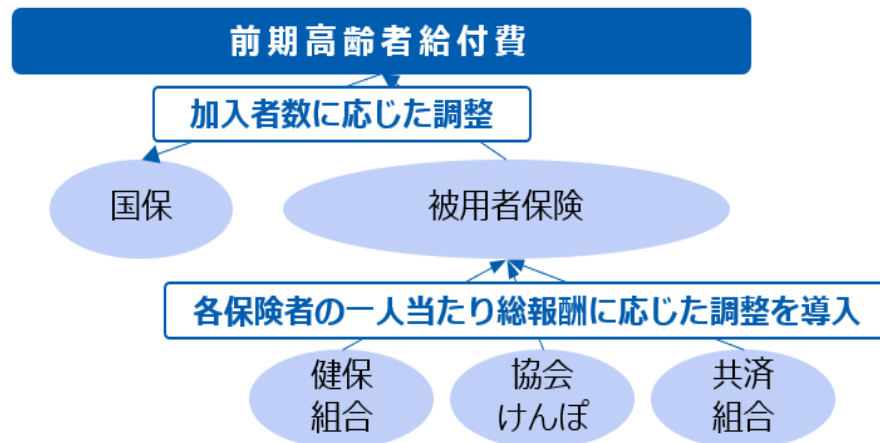 前期高齢者給付費
加入者数に応じた調整
国保
被用者保険
各保険者の一人当たり総報酬に応じた調整を導入
健保
組合
協会
けんぽ
共済
組合